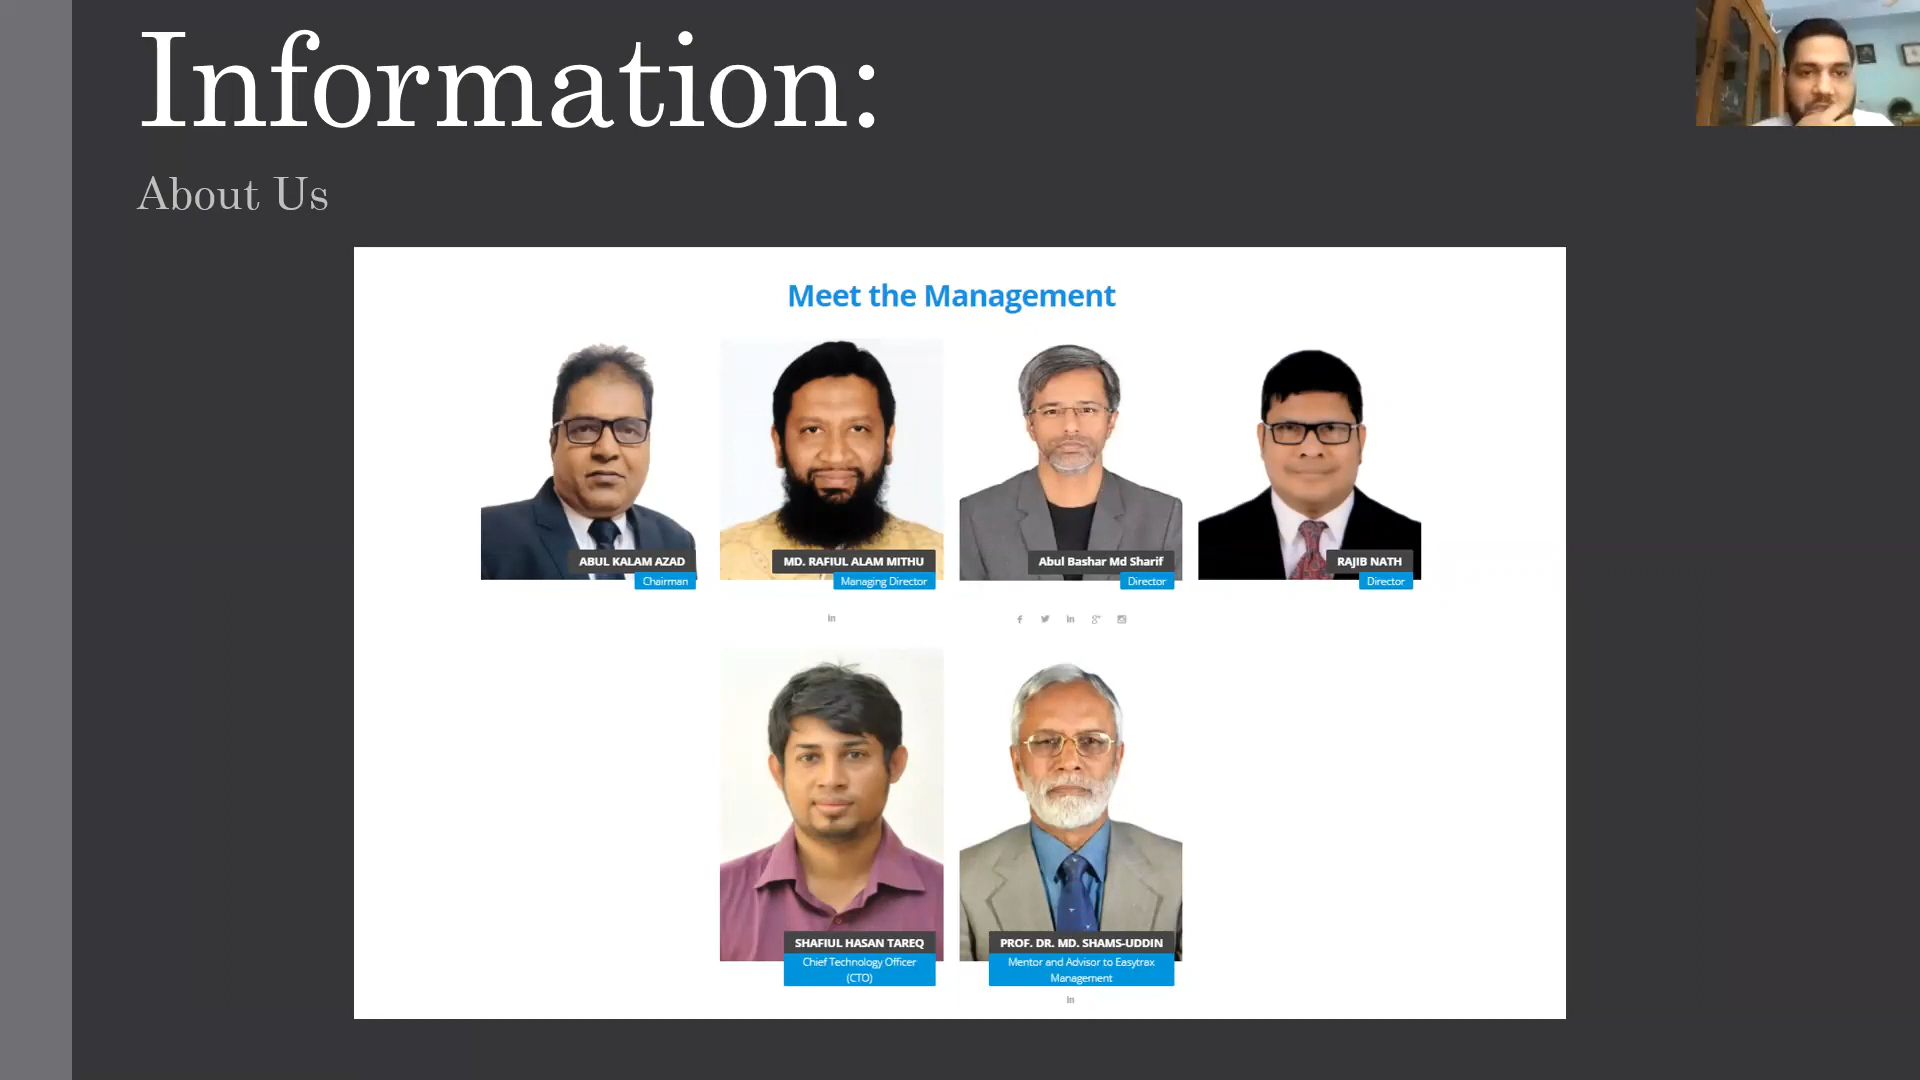 Information:
About Us
Meet the Management
ABUL KALAM AZAD
Chairman
MD. RAFIUL ALAM MITHU
Managing Director
Abul Bashar Md Sharif
Director
RAJIB NATH
Director
SHAFIUL HASAN TAREQ
Chief Technology Officer
(CTO)
PROF. DR. MD. SHAMS-UDDIN
Mentor and Advisor to Easytrax
Management